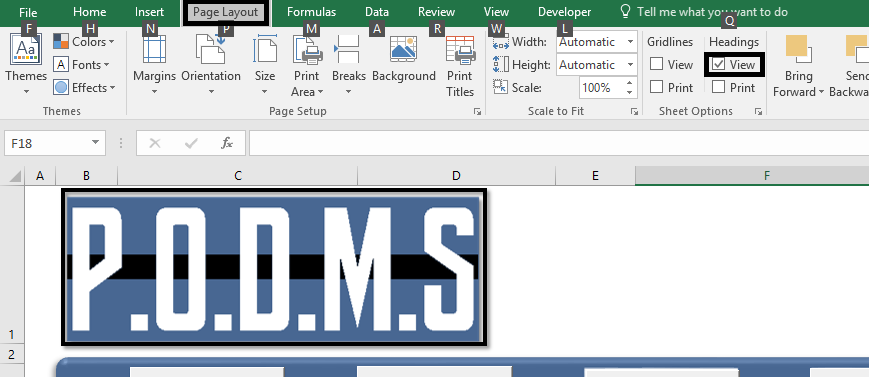 File Home Insert Page Layout Formulas Data Review View Developer Tell me what you want to do
F H N P M A R W L Q
Colors Width: Automatic Gridlines Headings
Aa A Fonts Height: Automatic View View
Themes Effects Margins Orientation Size Print Area Breaks Background Print Titles Scale: 100% Print Print Bring Forward Send Backwa
Themes Page Setup Scale to Fit Sheet Options
F18 fx
A B C D E F
P.O.D.M.S
1
2